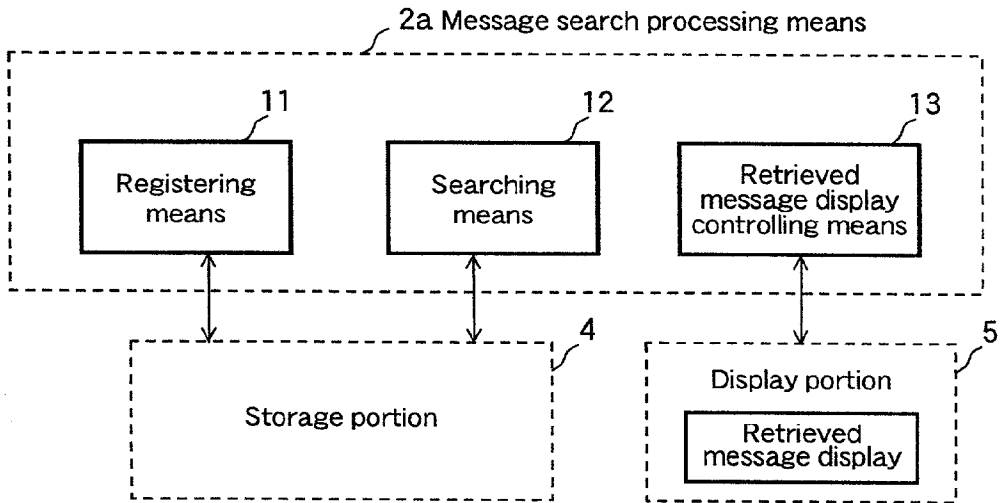 2a Message search processing means
11
12
13
Registering
means
Searching
means
Retrieved
message display
controlling means
4
5
Storage portion
Display portion
Retrieved
message display